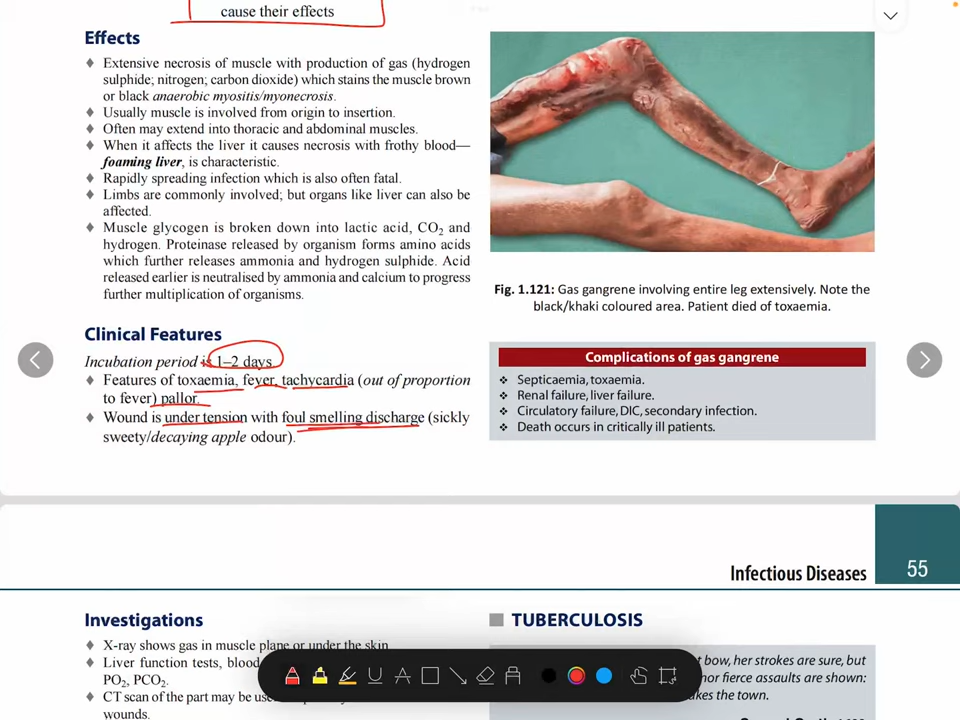 cause their effects
Effects
♦ Extensive necrosis of muscle with production of gas (hydrogen
sulphide; nitrogen; carbon dioxide) which stains the muscle brown
or black anaerobic myositis/myonecrosis.
♦ Usually muscle is involved from origin to insertion.
♦ Often may extend into thoracic and abdominal muscles.
♦ When it affects the liver it causes necrosis with frothy blood—
foaming liver, is characteristic.
♦ Rapidly spreading infection which is also often fatal.
♦ Limbs are commonly involved; but organs like liver can also be
affected.
♦ Muscle glycogen is broken down into lactic acid, CO₂ and
hydrogen. Proteinase released by organism forms amino acids
which further releases ammonia and hydrogen sulphide. Acid
released earlier is neutralised by ammonia and calcium to progress
further multiplication of organisms.
Clinical Features
Incubation period is 1–2 days
♦ Features of toxaemia, fever, tachycardia (out of proportion
to fever) pallor.
♦ Wound is under tension with foul smelling discharge (sickly
sweety/decaying apple odour).
Fig. 1.121: Gas gangrene involving entire leg extensively. Note the
black/khaki coloured area. Patient died of toxaemia.
Complications of gas gangrene
❖ Septicaemia, toxaemia.
❖ Renal failure, liver failure.
❖ Circulatory failure, DIC, secondary infection.
❖ Death occurs in critically ill patients.
Infectious Diseases 55
Investigations
♦ X-ray shows gas in muscle plane or under the skin
♦ Liver function tests, blood
PO₂, PCO₂.
♦ CT scan of the part may be
wounds.
TUBERCULOSIS
bow, her strokes are sure, but
nor fierce assaults are shown:
the town.